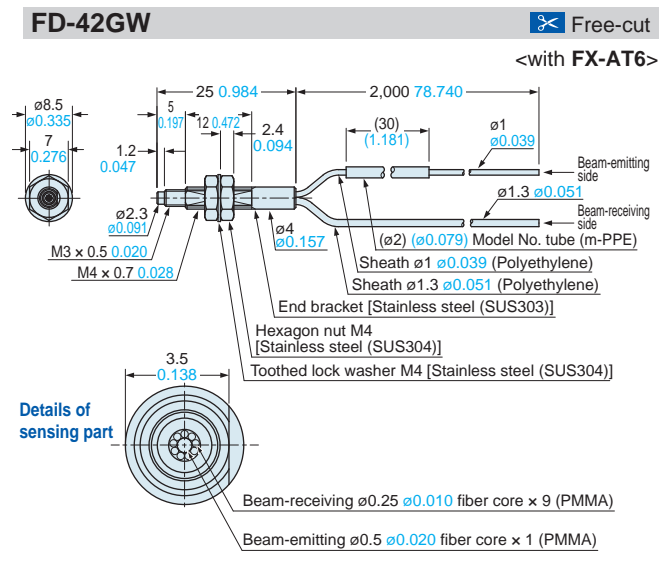 FD-42GW
Free-cut
<with FX-AT6>
25 0.984
2,000 78.740
ø8.5
ø0.335
7
0.276
5
0.197
12 0.472
2.4
0.094
1.2
0.047
(30)
(1.181)
ø1
ø0.039
Beam-emitting
side
ø1.3 ø0.051
Beam-receiving
side
ø2.3
ø0.091
ø4
ø0.157
(ø2) (ø0.079) Model No. tube (m-PPE)
M3 × 0.5 0.020
M4 × 0.7 0.028
Sheath ø1 ø0.039 (Polyethylene)
Sheath ø1.3 ø0.051 (Polyethylene)
End bracket [Stainless steel (SUS303)]
Hexagon nut M4
[Stainless steel (SUS304)]
Toothed lock washer M4 [Stainless steel (SUS304)]
3.5
0.138
Details of
sensing part
Beam-receiving ø0.25 ø0.010 fiber core × 9 (PMMA)
Beam-emitting ø0.5 ø0.020 fiber core × 1 (PMMA)